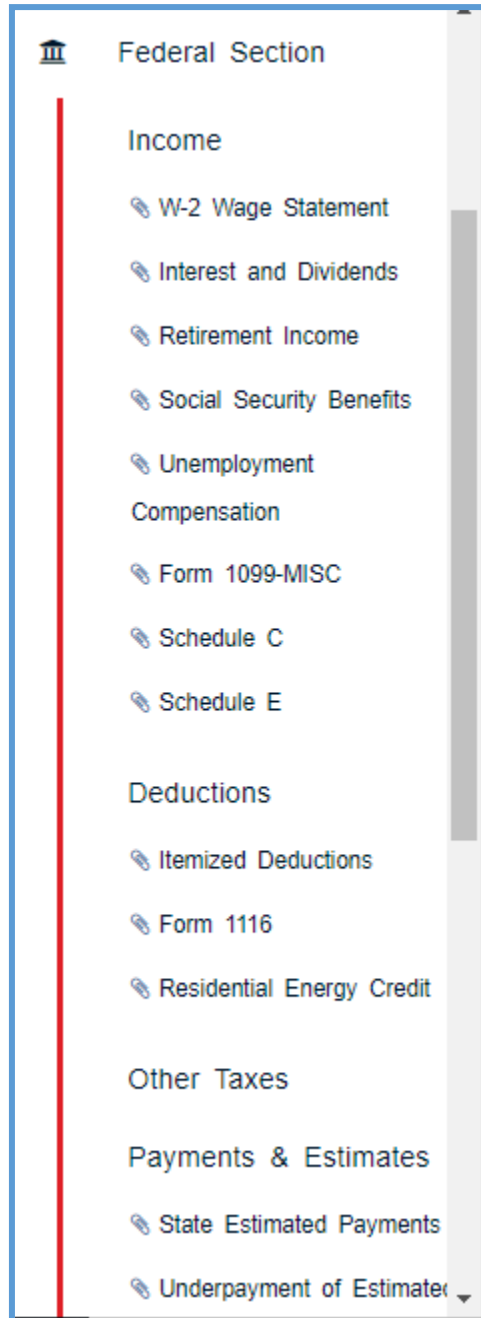 Federal Section
Income
W-2 Wage Statement
Interest and Dividends
Retirement Income
Social Security Benefits
Unemployment
Compensation
Form 1099-MISC
Schedule C
Schedule E
Deductions
Itemized Deductions
Form 1116
Residential Energy Credit
Other Taxes
Payments & Estimates
State Estimated Payments
Underpayment of Estimated